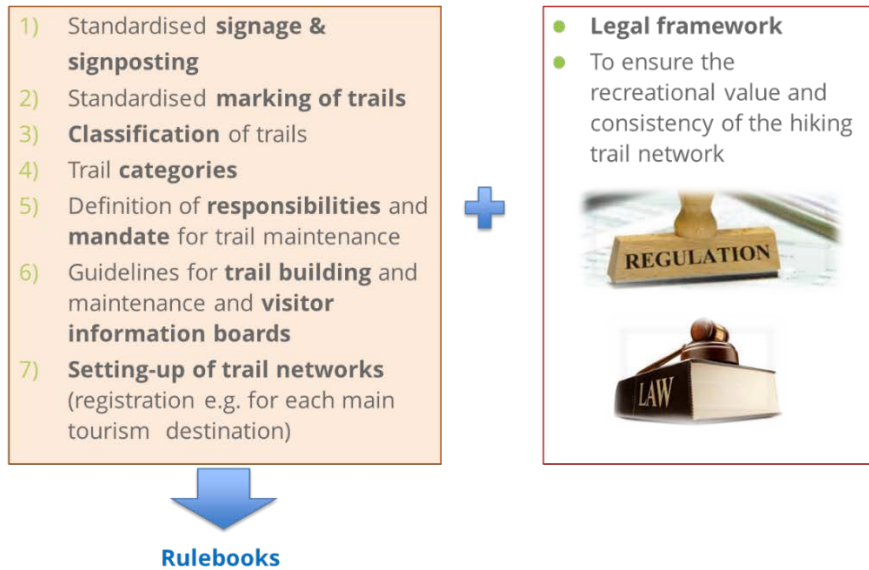 1) Standardised signage &
signposting
2) Standardised marking of trails
3) Classification of trails
4) Trail categories
5) Definition of responsibilities and
mandate for trail maintenance
6) Guidelines for trail building and
maintenance and visitor
information boards
7) Setting-up of trail networks
(registration e.g. for each main
tourism destination)
Rulebooks
Legal framework
To ensure the
recreational value and
consistency of the hiking
trail network
REGULATION
LAW